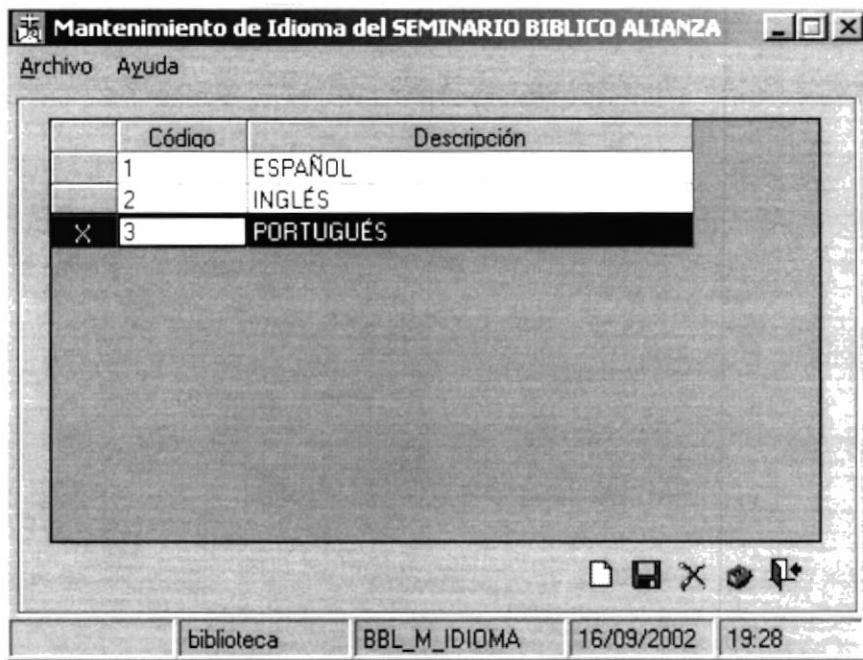 Mantenimiento de Idioma del SEMINARIO BIBLICO ALIANZA
Archivo Ayuda
Código Descripción
1 ESPAÑOL
2 INGLÉS
X 3 PORTUGUÉS
biblioteca BBL_M_IDIOMA 16/09/2002 19:28